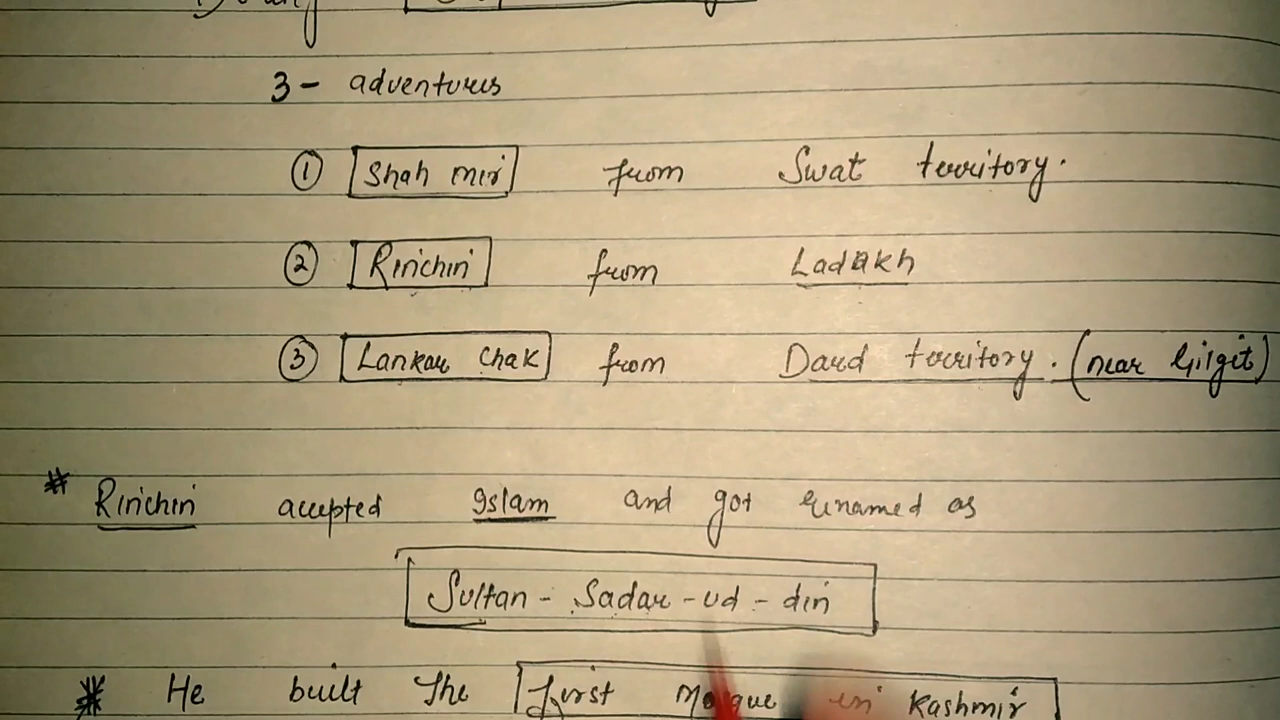 3 - adventures
① Shah mir from Swat territory.
② Rinchin from Ladakh
③ Lankar Chak from Dard territory. (near Gilgit)
* Rinchin accepted Islam and got renamed as
Sultan - Sadar - ud - din
* He built the first Mosque in Kashmir